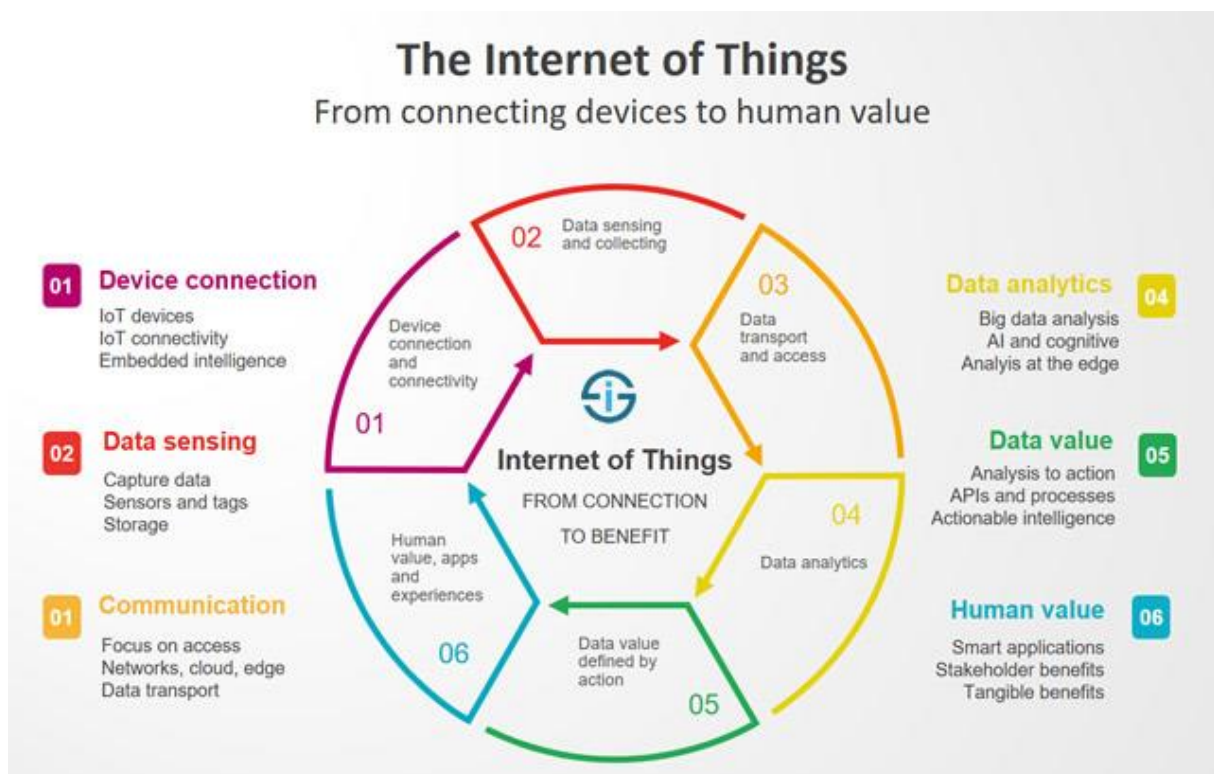 The Internet of Things
From connecting devices to human value
01
Device connection
IoT devices
IoT connectivity
Embedded intelligence
02
Data sensing
Capture data
Sensors and tags
Storage
01
Communication
Focus on access
Networks, cloud, edge
Data transport
01
Device
connection
and
connectivity
02
Data sensing
and collecting
03
Data
transport
and access
04
Data analytics
05
Data value
defined by
action
06
Human
value, apps
and
experiences
Internet of Things
FROM CONNECTION
TO BENEFIT
Data analytics
04
Big data analysis
AI and cognitive
Analyis at the edge
Data value
05
Analysis to action
APIs and processes
Actionable intelligence
Human value
06
Smart applications
Stakeholder benefits
Tangible benefits